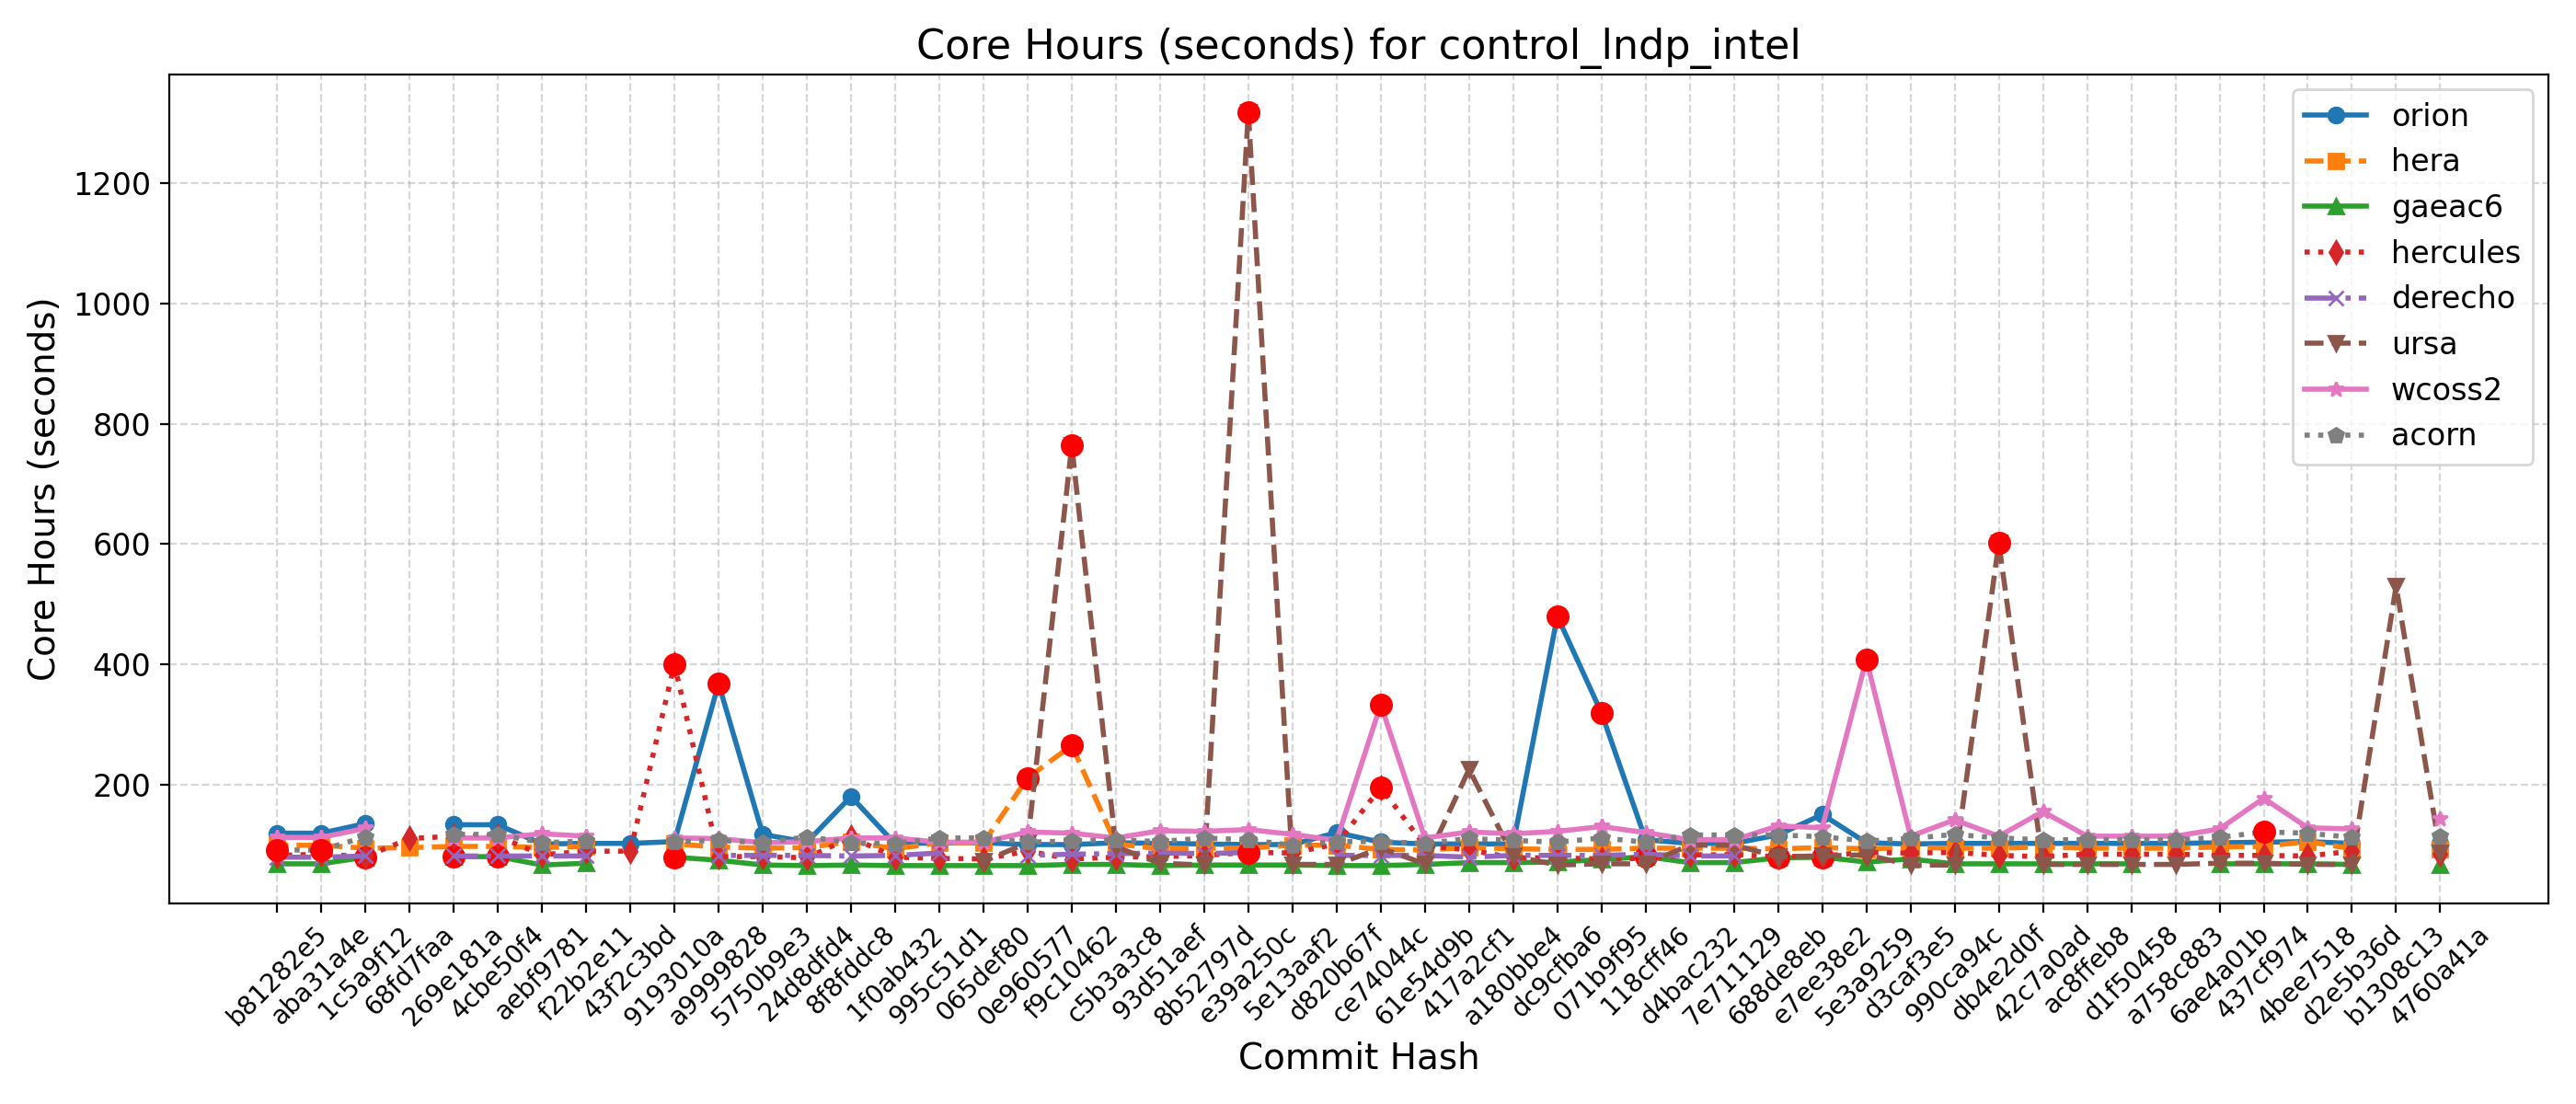 Core Hours (seconds) for control_lndp_intel
Core Hours (seconds)
1200
1000
800
600
400
200
orion
hera
gaeac6
hercules
derecho
ursa
wcoss2
acorn
b81282e5
aba31a4e
1c5a9f12
68fd7faa
269e181a
4cbe50f4
aebf9781
f22b2e11
43f2c3bd
9193010a
a9999828
5750b9e3
24d8dfd4
8f8fddc8
1f0ab432
995c51d1
065def80
0e960577
f9c10462
c5b3a3c8
93d51aef
8b52797d
e39a250c
5e13aaf2
d820b67f
ce74044c
61e54d9b
417a2cf1
a180bbe4
dc9cfba6
071b9f95
118cff46
d4bac232
7e711129
688de8eb
e7ee38e2
5e3a9259
d3caf3e5
990ca94c
db4e2d0f
42c7a0ad
ac8ffeb8
d1f50458
a758c883
6ae4a01b
437cf974
4bee7518
d2e5b36d
b1308c13
4760a41a
Commit Hash